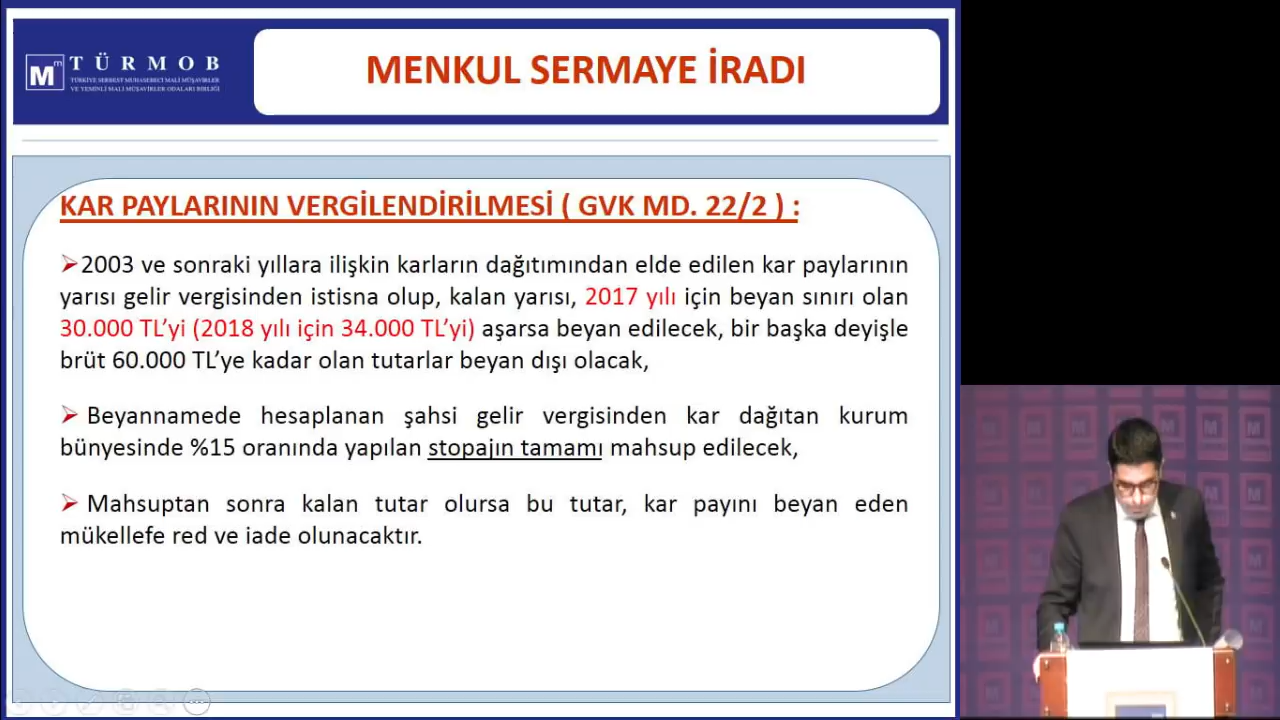 TÜRMOB
TÜRKİYE SERBEST MUHASEBECİ MALİ MÜŞAVİRLER
VE YEMİNLİ MALİ MÜŞAVİRLER ODALARI BİRLİĞİ
MENKUL SERMAYE İRADI
KAR PAYLARININ VERGİLENDİRİLMESİ ( GVK MD. 22/2 ) :
➢2003 ve sonraki yıllara ilişkin karların dağıtımından elde edilen kar paylarının
yarısı gelir vergisinden istisna olup, kalan yarısı, 2017 yılı için beyan sınırı olan
30.000 TL’yi (2018 yılı için 34.000 TL’yi) aşarsa beyan edilecek, bir başka deyişle
brüt 60.000 TL’ye kadar olan tutarlar beyan dışı olacak,
➢ Beyannamede hesaplanan şahsi gelir vergisinden kar dağıtan kurum
bünyesinde %15 oranında yapılan stopajın tamamı mahsup edilecek,
➢ Mahsuptan sonra kalan tutar olursa bu tutar, kar payını beyan eden
mükellefe red ve iade olunacaktır.